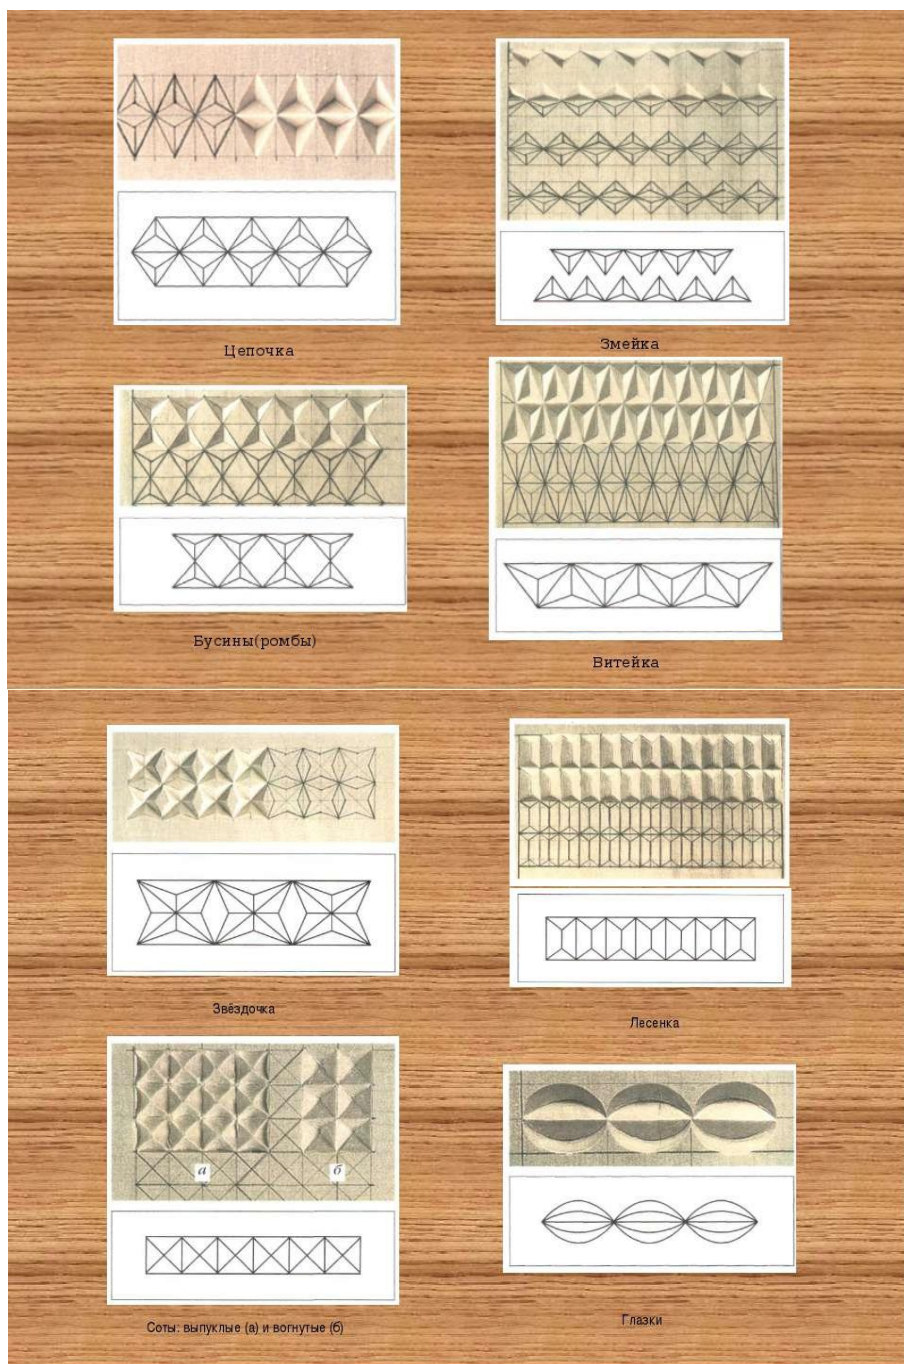 Цепочка
Змейка
Бусины(ромбы)
Витейка
Звёздочка
Лесенка
а б
Соты: выпуклые (а) и вогнутые (б)
Глазки